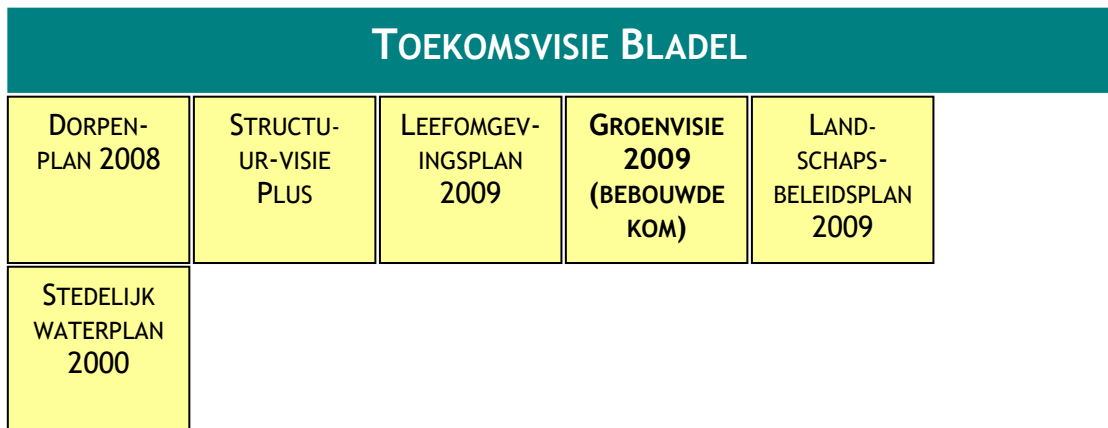 TOEKOMSVISIE BLADEL
DORPEN-
PLAN 2008
STRUCTU-
UR-VISIE
PLUS
LEEFOMGEV-
INGSPLAN
2009
GROENVISIE
2009
(BEBOUWDE
KOM)
LAND-
SCHAPS-
BELEIDSPLAN
2009
STEDELIJK
WATERPLAN
2000